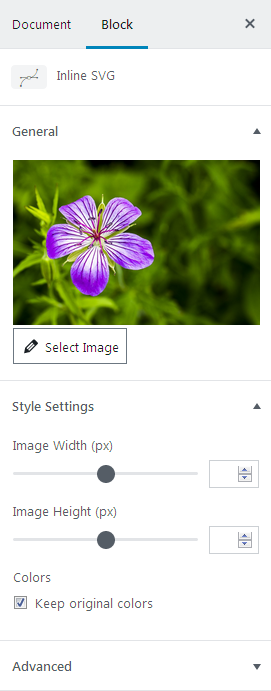 Document Block
Inline SVG
General
Select Image
Style Settings
Image Width (px)
Image Height (px)
Colors
Keep original colors
Advanced